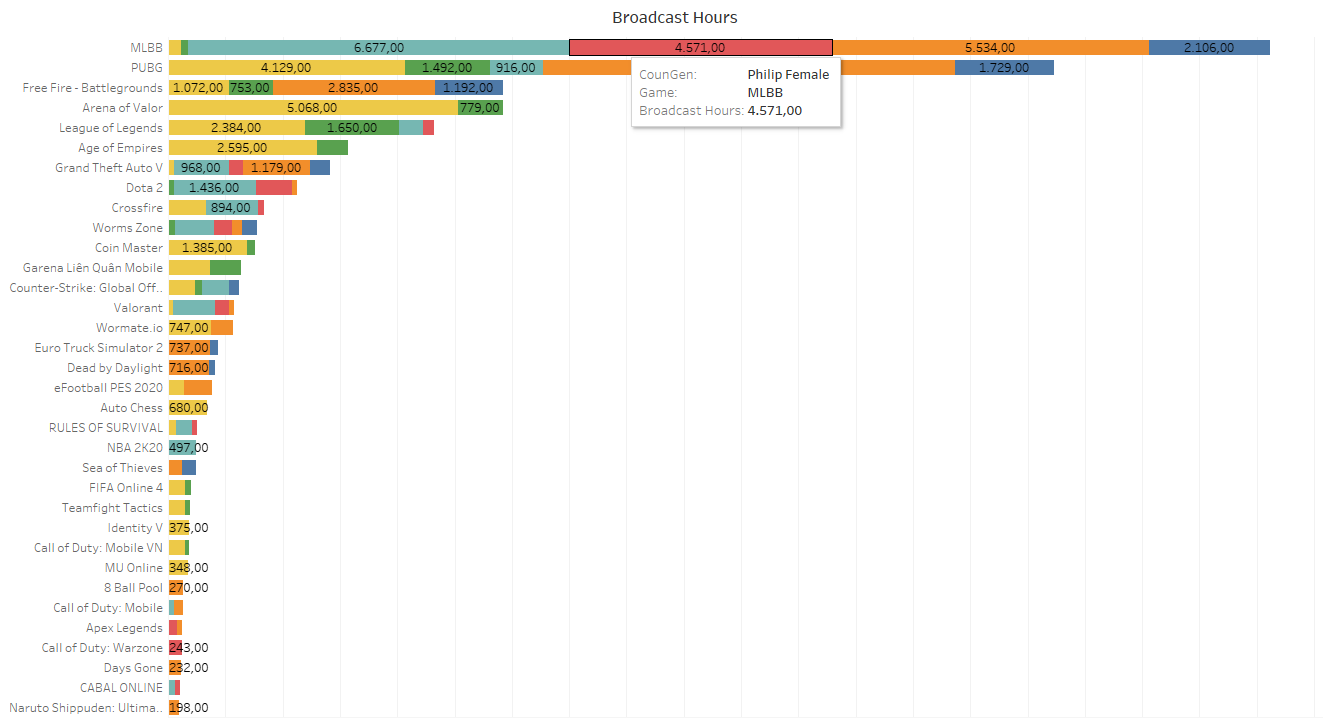 Broadcast Hours
MLBB 6.677,00 4.571,00 5.534,00 2.106,00
PUBG 4.129,00 1.492,00 916,00 1.729,00
CounGen: Philip Female
Game: MLBB
Broadcast Hours: 4.571,00
Free Fire - Battlegrounds 1.072,00 753,00 2.835,00 1.192,00
Arena of Valor 5.068,00 779,00
League of Legends 2.384,00 1.650,00
Age of Empires 2.595,00
Grand Theft Auto V 968,00 1.179,00
Dota 2 1.436,00
Crossfire 894,00
Worms Zone
Coin Master 1.385,00
Garena Liên Quân Mobile
Counter-Strike: Global Off..
Valorant
Wormate.io 747,00
Euro Truck Simulator 2 737,00
Dead by Daylight 716,00
eFootball PES 2020
Auto Chess 680,00
RULES OF SURVIVAL
NBA 2K20 497,00
Sea of Thieves
FIFA Online 4
Teamfight Tactics
Identity V 375,00
Call of Duty: Mobile VN
MU Online 348,00
8 Ball Pool 270,00
Call of Duty: Mobile
Apex Legends
Call of Duty: Warzone 243,00
Days Gone 232,00
CABAL ONLINE
Naruto Shippuden: Ultima.. 198,00